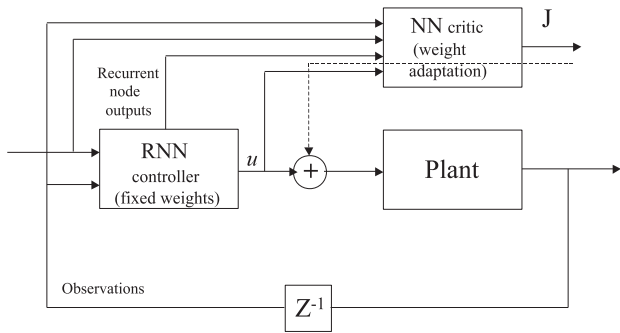 J
NN critic
(weight
adaptation)
Recurrent
node
outputs
RNN
controller
(fixed weights)
u
+
Plant
Observations
Z-1